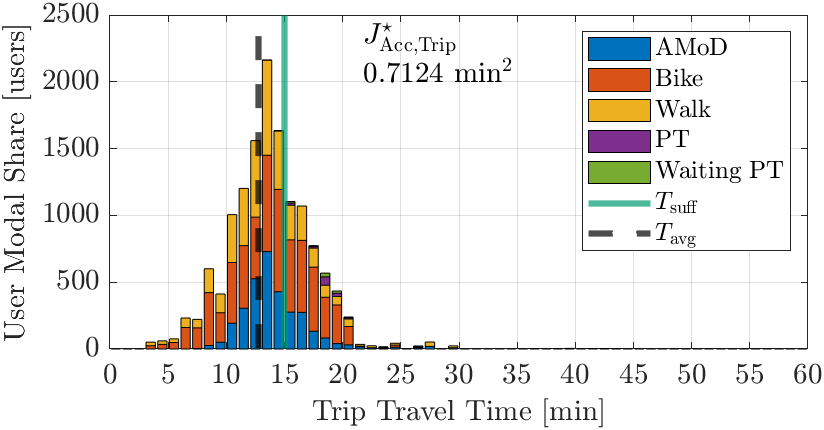 2500
2000
1500
1000
500
0
User Modal Share [users]
0 5 10 15 20 25 30 35 40 45 50 55 60
Trip Travel Time [min]
J⋆Acc,Trip
0.7124 min²
AMoD
Bike
Walk
PT
Waiting PT
Tsuff
Tavg